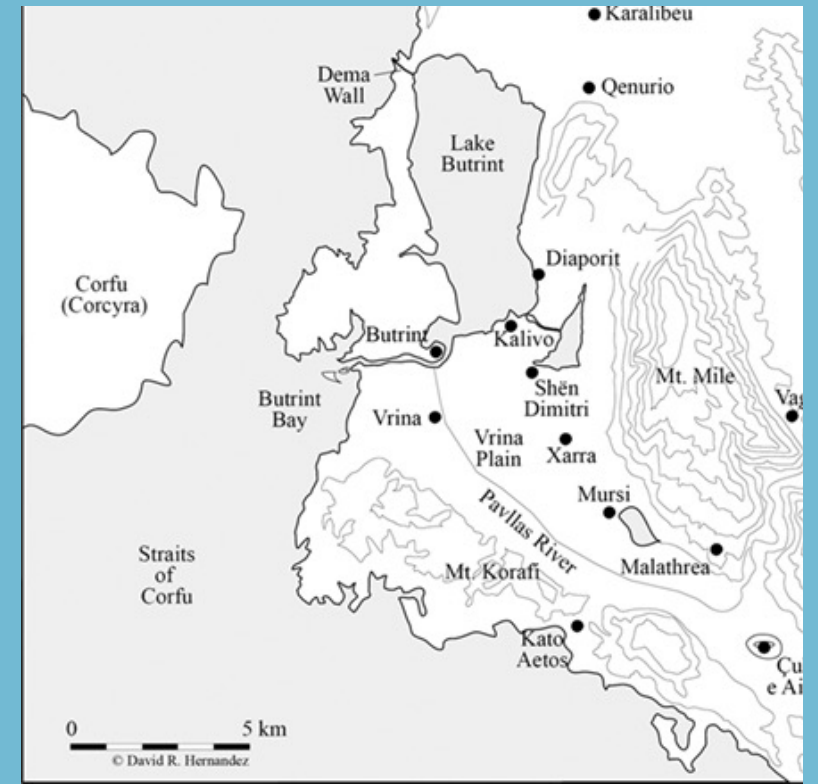 Karalibeu
Dema
Wall
Qenurio
Lake
Butrint
Corfu
(Corcyra)
Diaporit
Butrint
Kalivo
Mt. Mile
Butrint
Bay
Shën
Dimitri
Vrina
Vrina
Plain
Xarra
Mursi
Pavllas River
Straits
of
Corfu
Mt. Korafi
Malathrea
Kato
Aetos
0 5 km
© David R. Hernandez